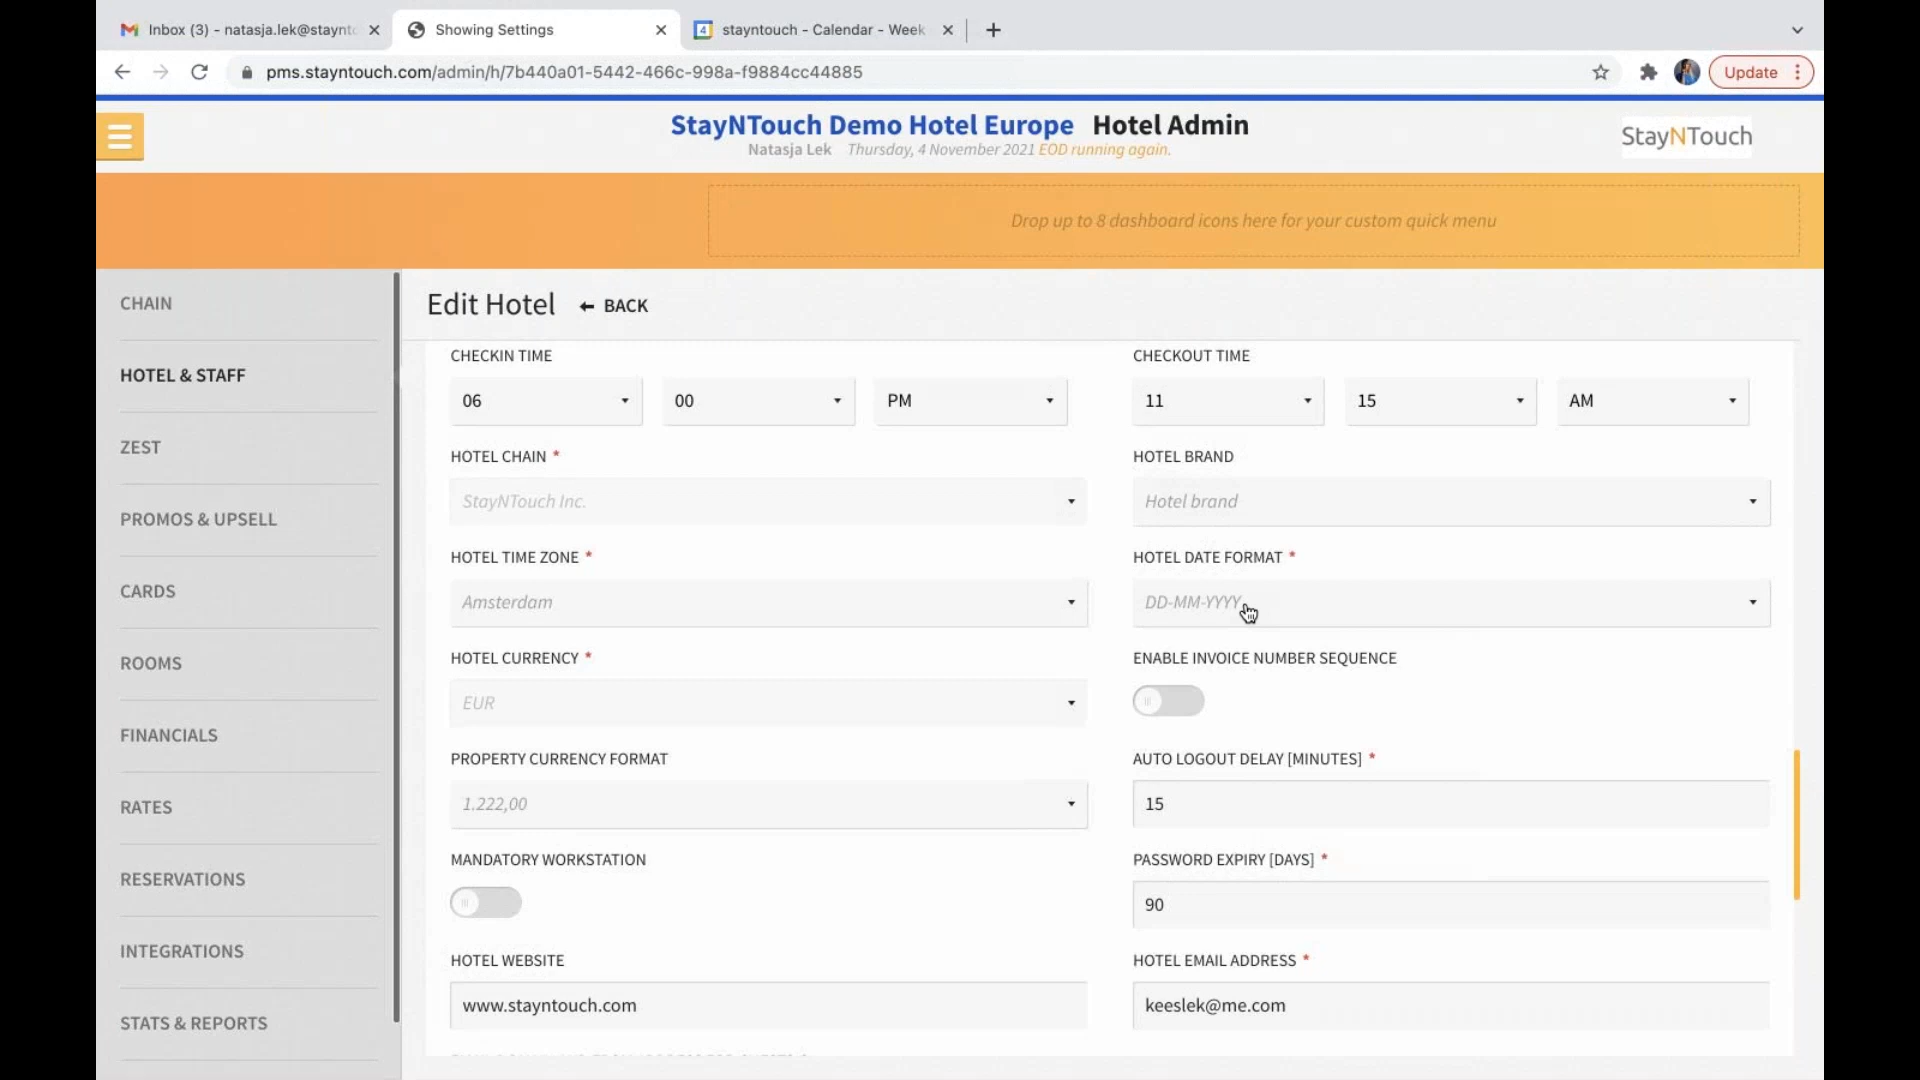 Inbox (3) - natasja.lek@staynto
Showing Settings
stayntouch - Calendar - Week
pms.stayntouch.com/admin/h/7b440a01-5442-466c-998a-f9884cc44885
Update
StayNTouch Demo Hotel Europe Hotel Admin
Natasja Lek Thursday, 4 November 2021 EOD running again.
StayNTouch
Drop up to 8 dashboard icons here for your custom quick menu
CHAIN
HOTEL & STAFF
ZEST
PROMOS & UPSELL
CARDS
ROOMS
FINANCIALS
RATES
RESERVATIONS
INTEGRATIONS
STATS & REPORTS
Edit Hotel BACK
CHECKIN TIME CHECKOUT TIME
06 00 PM 11 15 AM
HOTEL CHAIN * HOTEL BRAND
StayNTouch Inc. Hotel brand
HOTEL TIME ZONE * HOTEL DATE FORMAT *
Amsterdam DD-MM-YYYY
HOTEL CURRENCY * ENABLE INVOICE NUMBER SEQUENCE
EUR
PROPERTY CURRENCY FORMAT AUTO LOGOUT DELAY [MINUTES] *
1.222,00 15
MANDATORY WORKSTATION PASSWORD EXPIRY [DAYS] *
90
HOTEL WEBSITE HOTEL EMAIL ADDRESS *
www.stayntouch.com keeslek@me.com